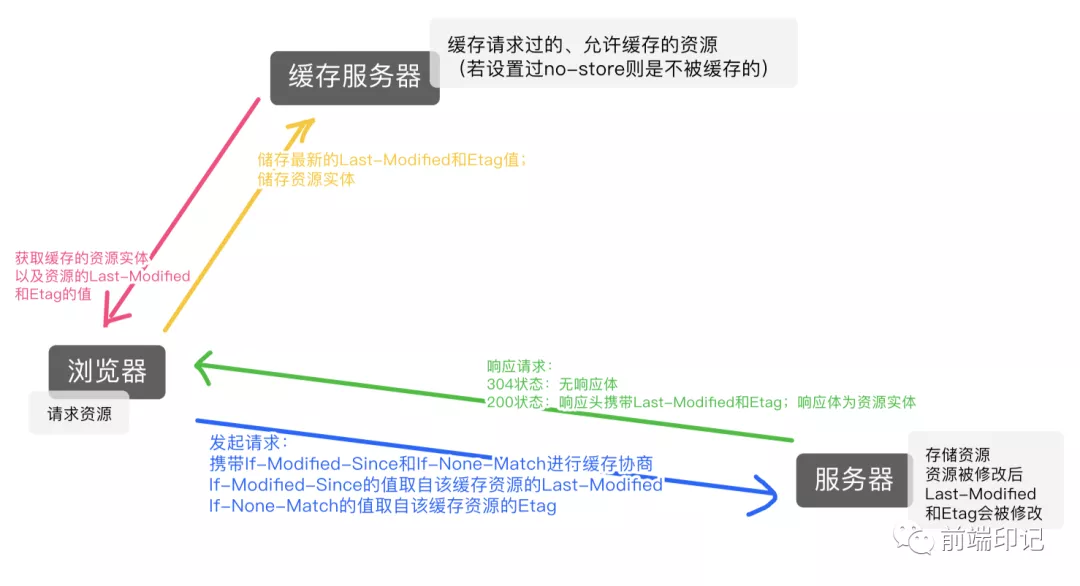 缓存请求过的、允许缓存的资源
（若设置过no-store则是不被缓存的）
缓存服务器
储存最新的Last-Modified和Etag值；
储存资源实体
获取缓存的资源实体
以及资源的Last-Modified
和Etag的值
浏览器
请求资源
响应请求：
304状态：无响应体
200状态：响应头携带Last-Modified和Etag；响应体为资源实体
发起请求：
携带If-Modified-Since和If-None-Match进行缓存协商
If-Modified-Since的值取自该缓存资源的Last-Modified
If-None-Match的值取自该缓存资源的Etag
服务器
存储资源
资源被修改后
Last-Modified
和Etag会被修改
前端印记